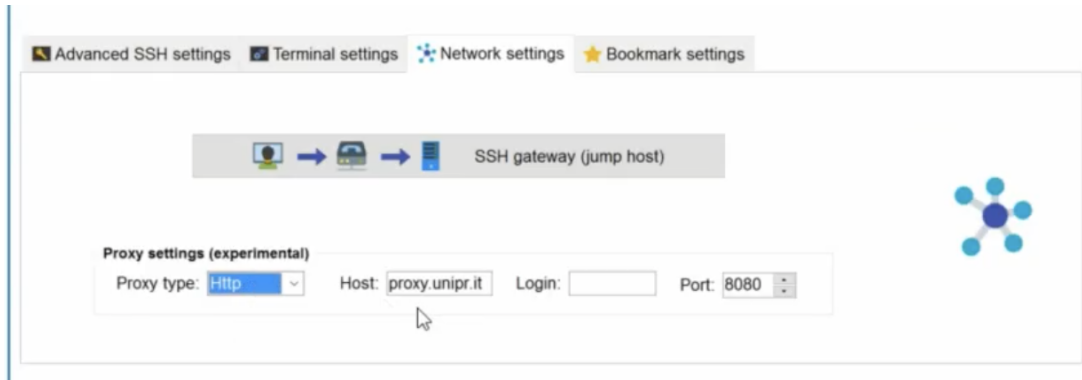 Advanced SSH settings Terminal settings Network settings Bookmark settings
SSH gateway (jump host)
Proxy settings (experimental)
Proxy type: Http Host: proxy.unipr.it Login: Port: 8080